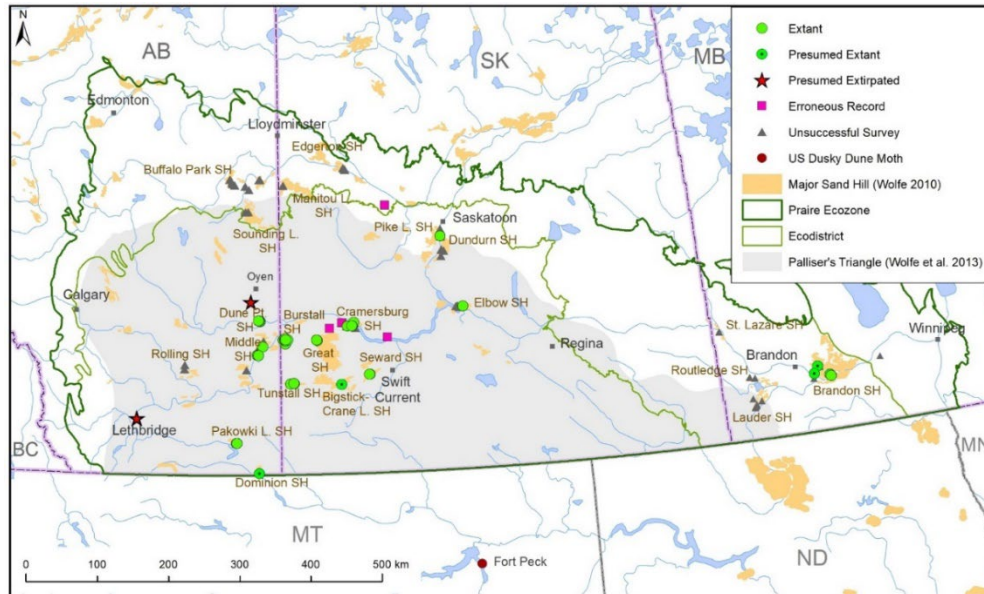 N
AB
SK
MB
Edmonton
Lloydminster
Edgerton SH
Buffalo Park SH
Manitou L.
SH
Pike L. SH
Saskatoon
Dundurn SH
Sounding L.
SH
Oyen
Calgary
Dune Pt.
SH
Burstall
SH
Cramersburg
SH
Elbow SH
Middle
SH
Rolling SH
Great
SH
Seward SH
Regina
St. Lazare SH
Winnipeg
Brandon
Routledge SH
Brandon SH
Tunstall SH
Bigstick-
Crane L. SH
Swift
Current
Lauder SH
Lethbridge
BC
Pakowki L. SH
Dominion SH
MN
MT
ND
Fort Peck
0 100 200 300 400 500 km
Extant
Presumed Extant
Presumed Extirpated
Erroneous Record
Unsuccessful Survey
US Dusky Dune Moth
Major Sand Hill (Wolfe 2010)
Praire Ecozone
Ecodistrict
Palliser's Triangle (Wolfe et al. 2013)